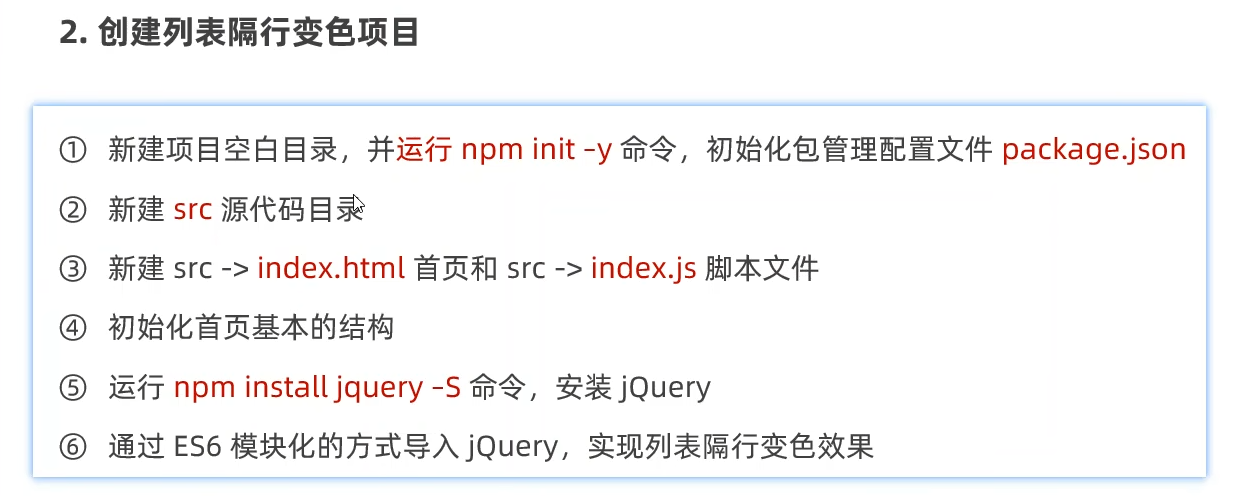 2. 创建列表隔行变色项目
① 新建项目空白目录，并运行 npm init –y 命令，初始化包管理配置文件 package.json
② 新建 src 源代码目录
③ 新建 src -> index.html 首页和 src -> index.js 脚本文件
④ 初始化首页基本的结构
⑤ 运行 npm install jquery –S 命令，安装 jQuery
⑥ 通过 ES6 模块化的方式导入 jQuery，实现列表隔行变色效果